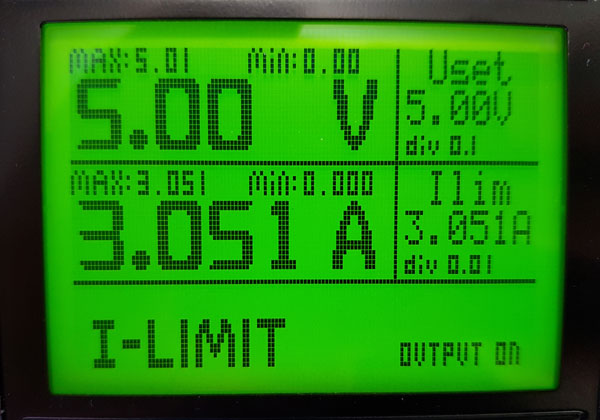 MAX:5.01 Min:0.00
5.00 V
Uset
5.00V
div 0.1
MAX:3.051 Min:0.000
3.051 A
Ilim
3.051A
div 0.01
I-LIMIT
OUTPUT ON